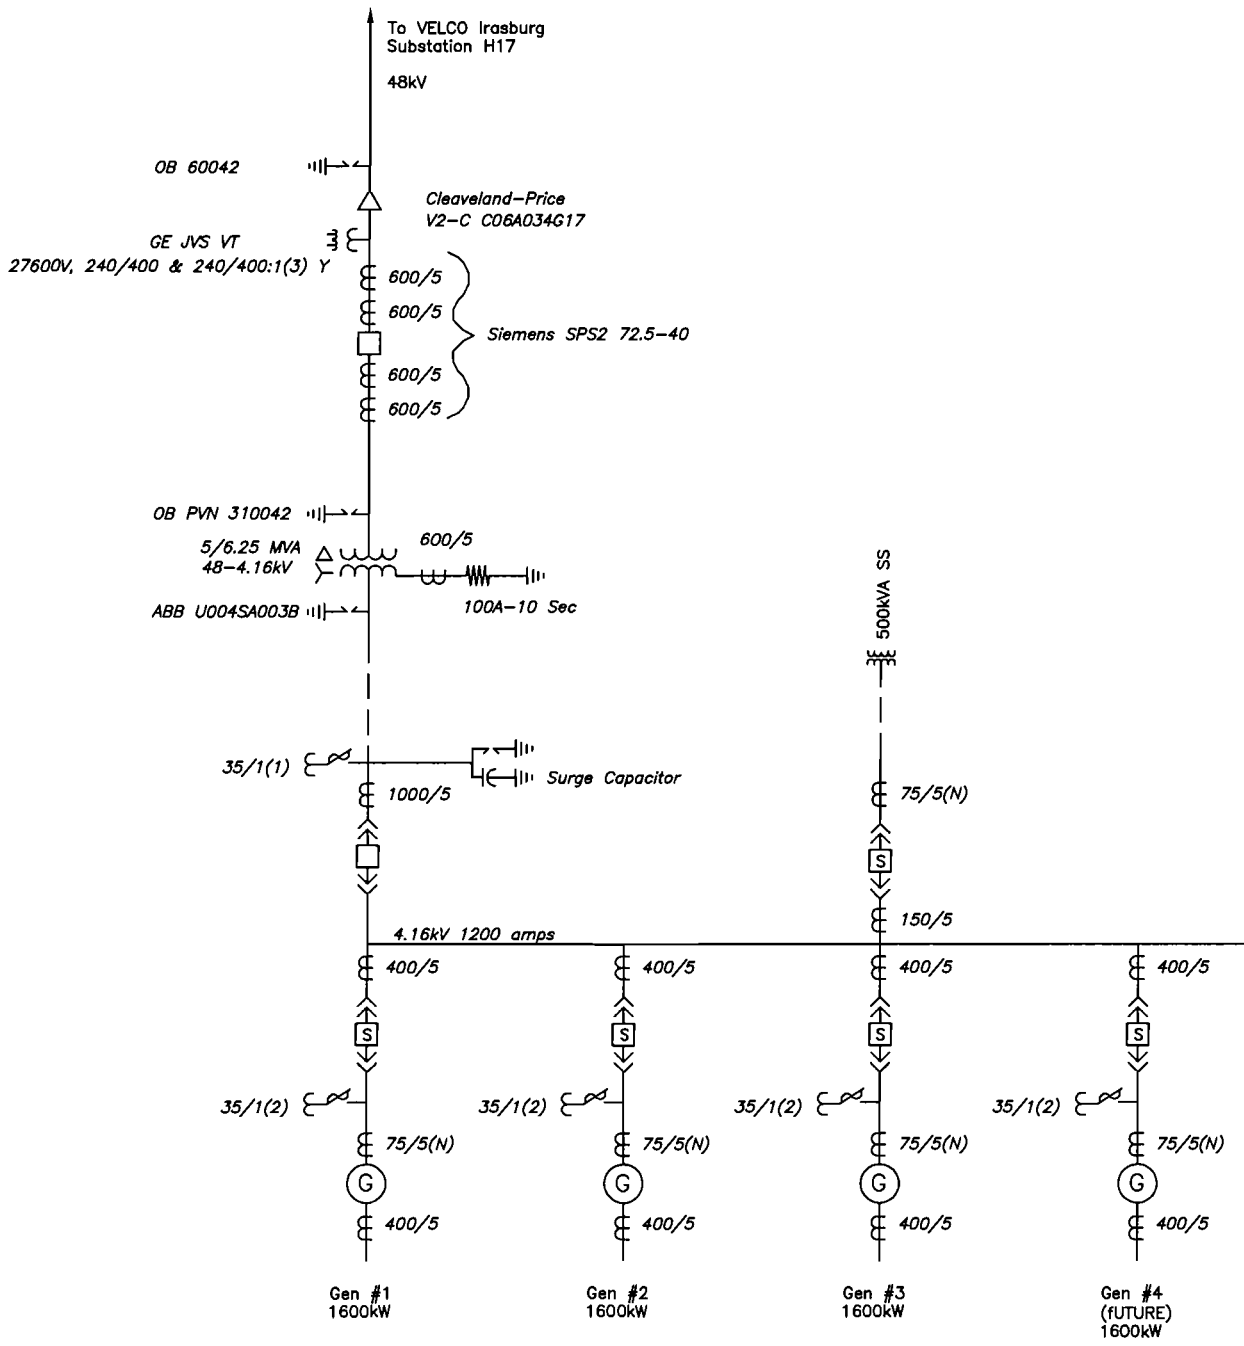 To VELCO Irasburg
Substation H17
48kV
OB 60042
Cleaveland-Price
V2-C C06A034G17
GE JVS VT
27600V, 240/400 & 240/400:1(3) Y
600/5
600/5
Siemens SPS2 72.5-40
600/5
600/5
OB PVN 310042
600/5
5/6.25 MVA
48-4.16kV
100A-10 Sec
ABB U004SA003B
500kVA SS
35/1(1)
Surge Capacitor
1000/5
75/5(N)
S
150/5
4.16kV 1200 amps
400/5
400/5
400/5
400/5
S
S
S
S
35/1(2)
35/1(2)
35/1(2)
35/1(2)
75/5(N)
75/5(N)
75/5(N)
75/5(N)
G
G
G
G
400/5
400/5
400/5
400/5
Gen #1
1600kW
Gen #2
1600kW
Gen #3
1600kW
Gen #4
(fUTURE)
1600kW